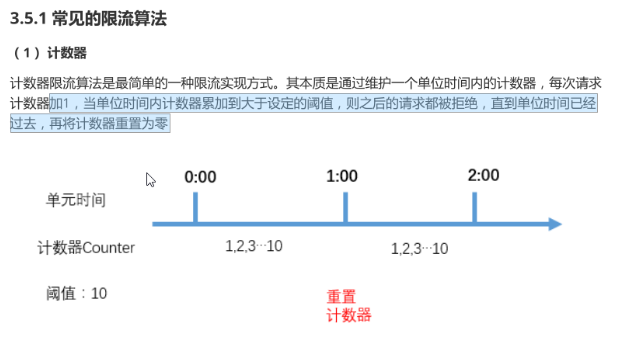 3.5.1 常见的限流算法
（1）计数器
计数器限流算法是最简单的一种限流实现方式。其本质是通过维护一个单位时间内的计数器，每次请求
计数器加1，当单位时间内计数器累加到大于设定的阈值，则之后的请求都被拒绝，直到单位时间已经
过去，再将计数器重置为零
0:00 1:00 2:00
单元时间
计数器Counter 1,2,3…10 1,2,3…10
阈值：10
重置
计数器